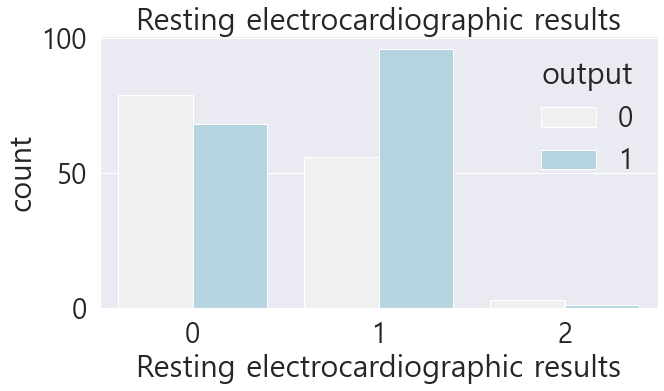 Resting electrocardiographic results
100
50
0
count
output
0
1
0 1 2
Resting electrocardiographic results